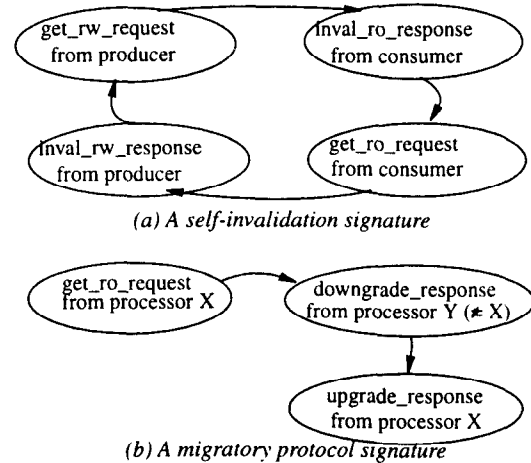 get_rw_request
from producer
inval_ro_response
from consumer
inval_rw_response
from producer
get_ro_request
from consumer
(a) A self-invalidation signature
get_ro_request
from processor X
downgrade_response
from processor Y (≠ X)
upgrade_response
from processor X
(b) A migratory protocol signature